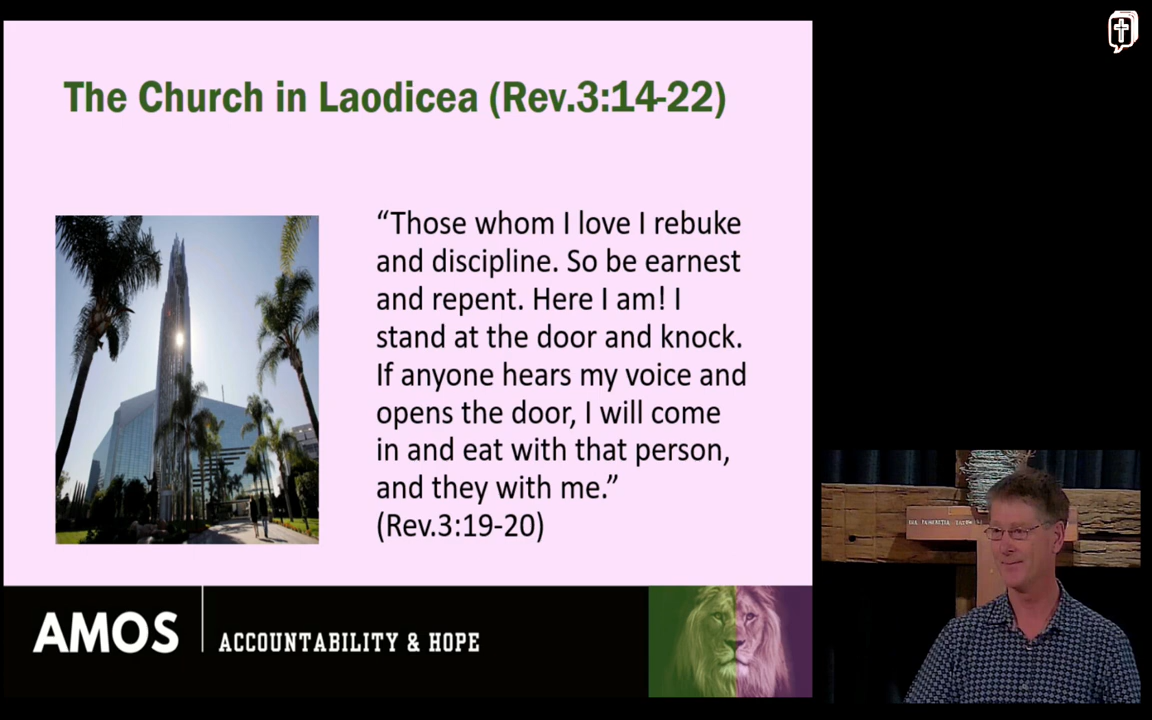 The Church in Laodicea (Rev.3:14-22)
“Those whom I love I rebuke
and discipline. So be earnest
and repent. Here I am! I
stand at the door and knock.
If anyone hears my voice and
opens the door, I will come
in and eat with that person,
and they with me.”
(Rev.3:19-20)
AMOS
ACCOUNTABILITY & HOPE